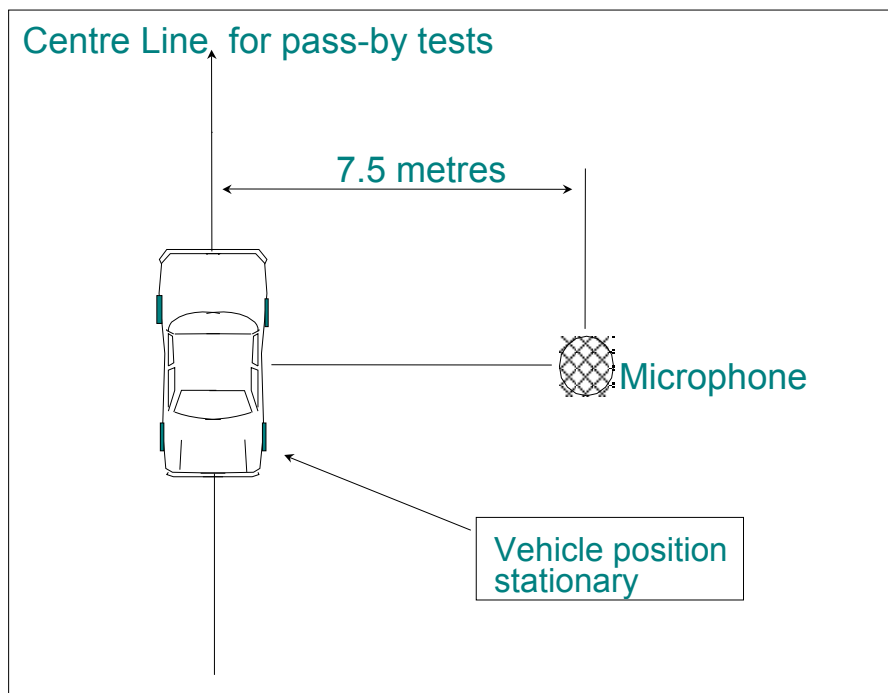 Centre Line for pass-by tests
7.5 metres
Microphone
Vehicle position
stationary